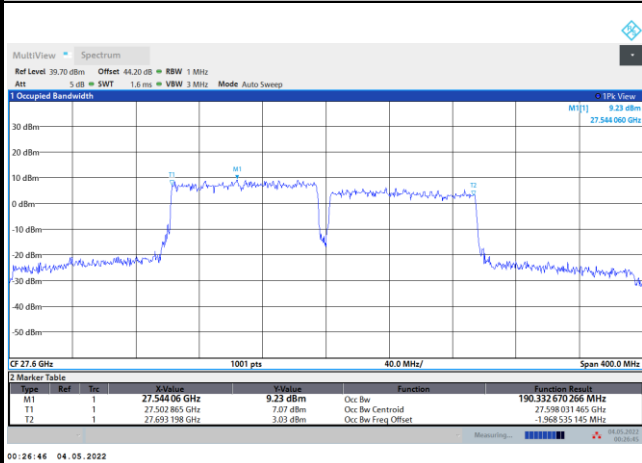 MultiView Spectrum
Ref Level 39.70 dBm Offset 44.20 dB RBW 1 MHz
Att 5 dB SWT 1.6 ms VBW 3 MHz Mode Auto Sweep
1 Occupied Bandwidth 1Pk View
M1[1] 9.23 dBm
27.544 060 GHz
30 dBm
20 dBm
T1 M1 T2
10 dBm
0 dBm
-10 dBm
-20 dBm
-30 dBm
-40 dBm
-50 dBm
CF 27.6 GHz 1001 pts 40.0 MHz/ Span 400.0 MHz
2 Marker Table
Type Ref Trc X-Value Y-Value Function Function Result
M1 1 27.544 06 GHz 9.23 dBm Occ Bw 190.332 670 266 MHz
T1 1 27.502 865 GHz 7.07 dBm Occ Bw Centroid 27.598 031 465 GHz
T2 1 27.693 198 GHz 3.03 dBm Occ Bw Freq Offset -1.968 535 145 MHz
Measuring... 04.05.2022
00:26:45
00:26:46 04.05.2022